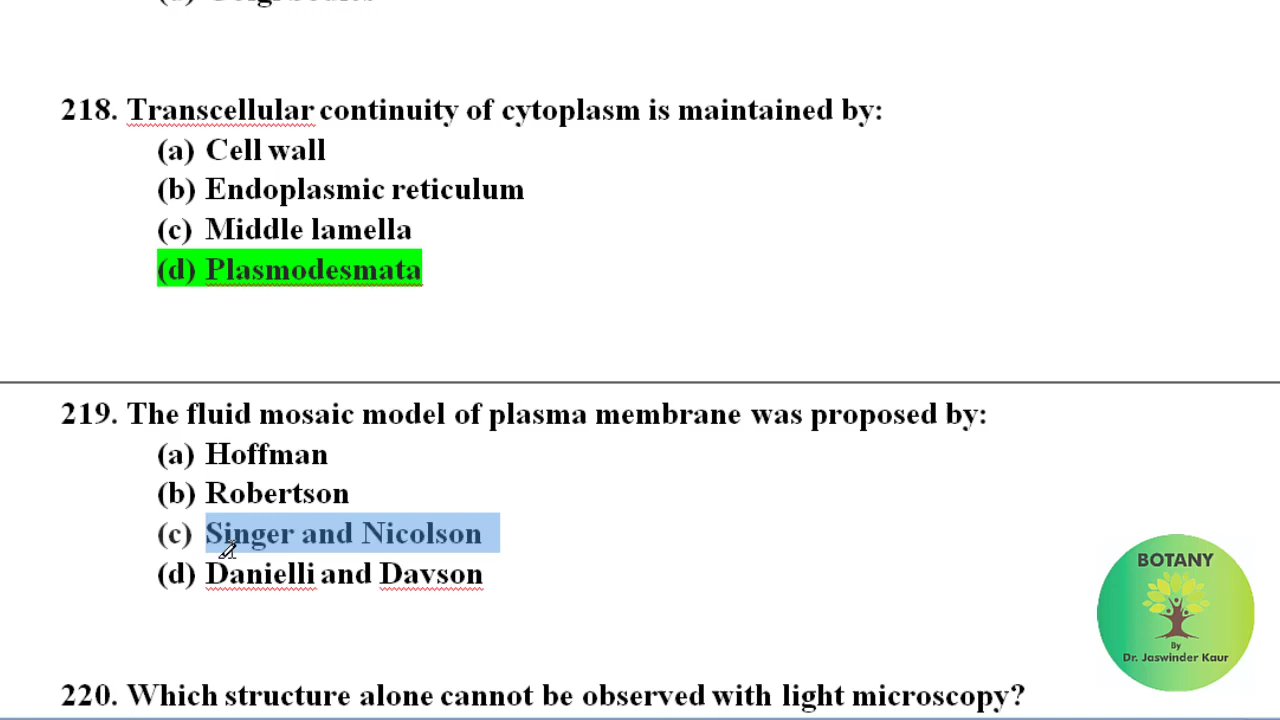 218. Transcellular continuity of cytoplasm is maintained by:
(a) Cell wall
(b) Endoplasmic reticulum
(c) Middle lamella
(d) Plasmodesmata
219. The fluid mosaic model of plasma membrane was proposed by:
(a) Hoffman
(b) Robertson
(c) Singer and Nicolson
(d) Danielli and Davson
BOTANY
By
Dr. Jaswinder Kaur
220. Which structure alone cannot be observed with light microscopy?